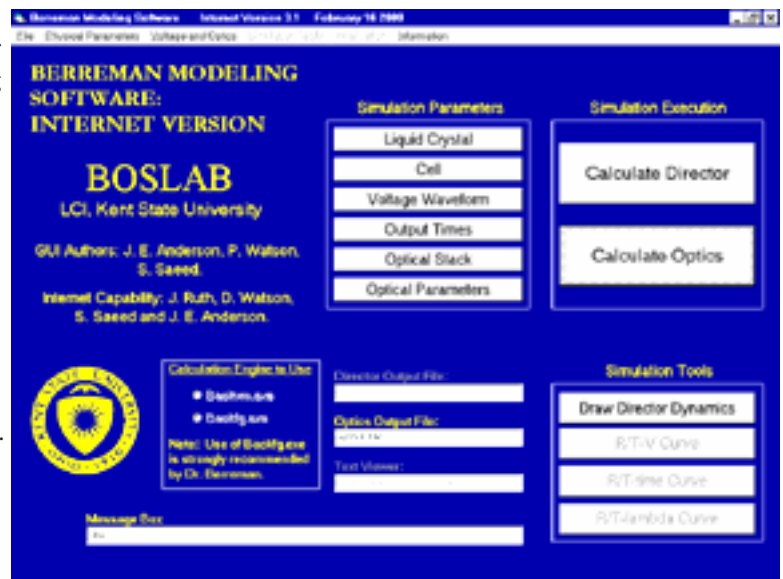 Berreman Modeling Software Internet Version 3.1 February 16 2000
File Physical Parameters Voltage and Optics Information
BERREMAN MODELING
SOFTWARE:
INTERNET VERSION
BOSLAB
LCI, Kent State University
GUI Authors: J. E. Anderson, P. Watson,
S. Saeed.
Internet Capability: J. Ruth, D. Watson,
S. Saeed and J. E. Anderson.
Simulation Parameters
Liquid Crystal
Cell
Voltage Waveform
Output Times
Optical Stack
Optical Parameters
Simulation Execution
Calculate Director
Calculate Optics
KENT STATE UNIVERSITY
OHIO
Calculation Engine to Use
Note: Use of Backfg.exe
is strongly recommended
by Dr. Berreman.
Director Output File:
Optics Output File:
Text Viewer:
Simulation Tools
Draw Director Dynamics
R/T-V Curve
R/T-time Curve
R/T-lambda Curve
Message Box